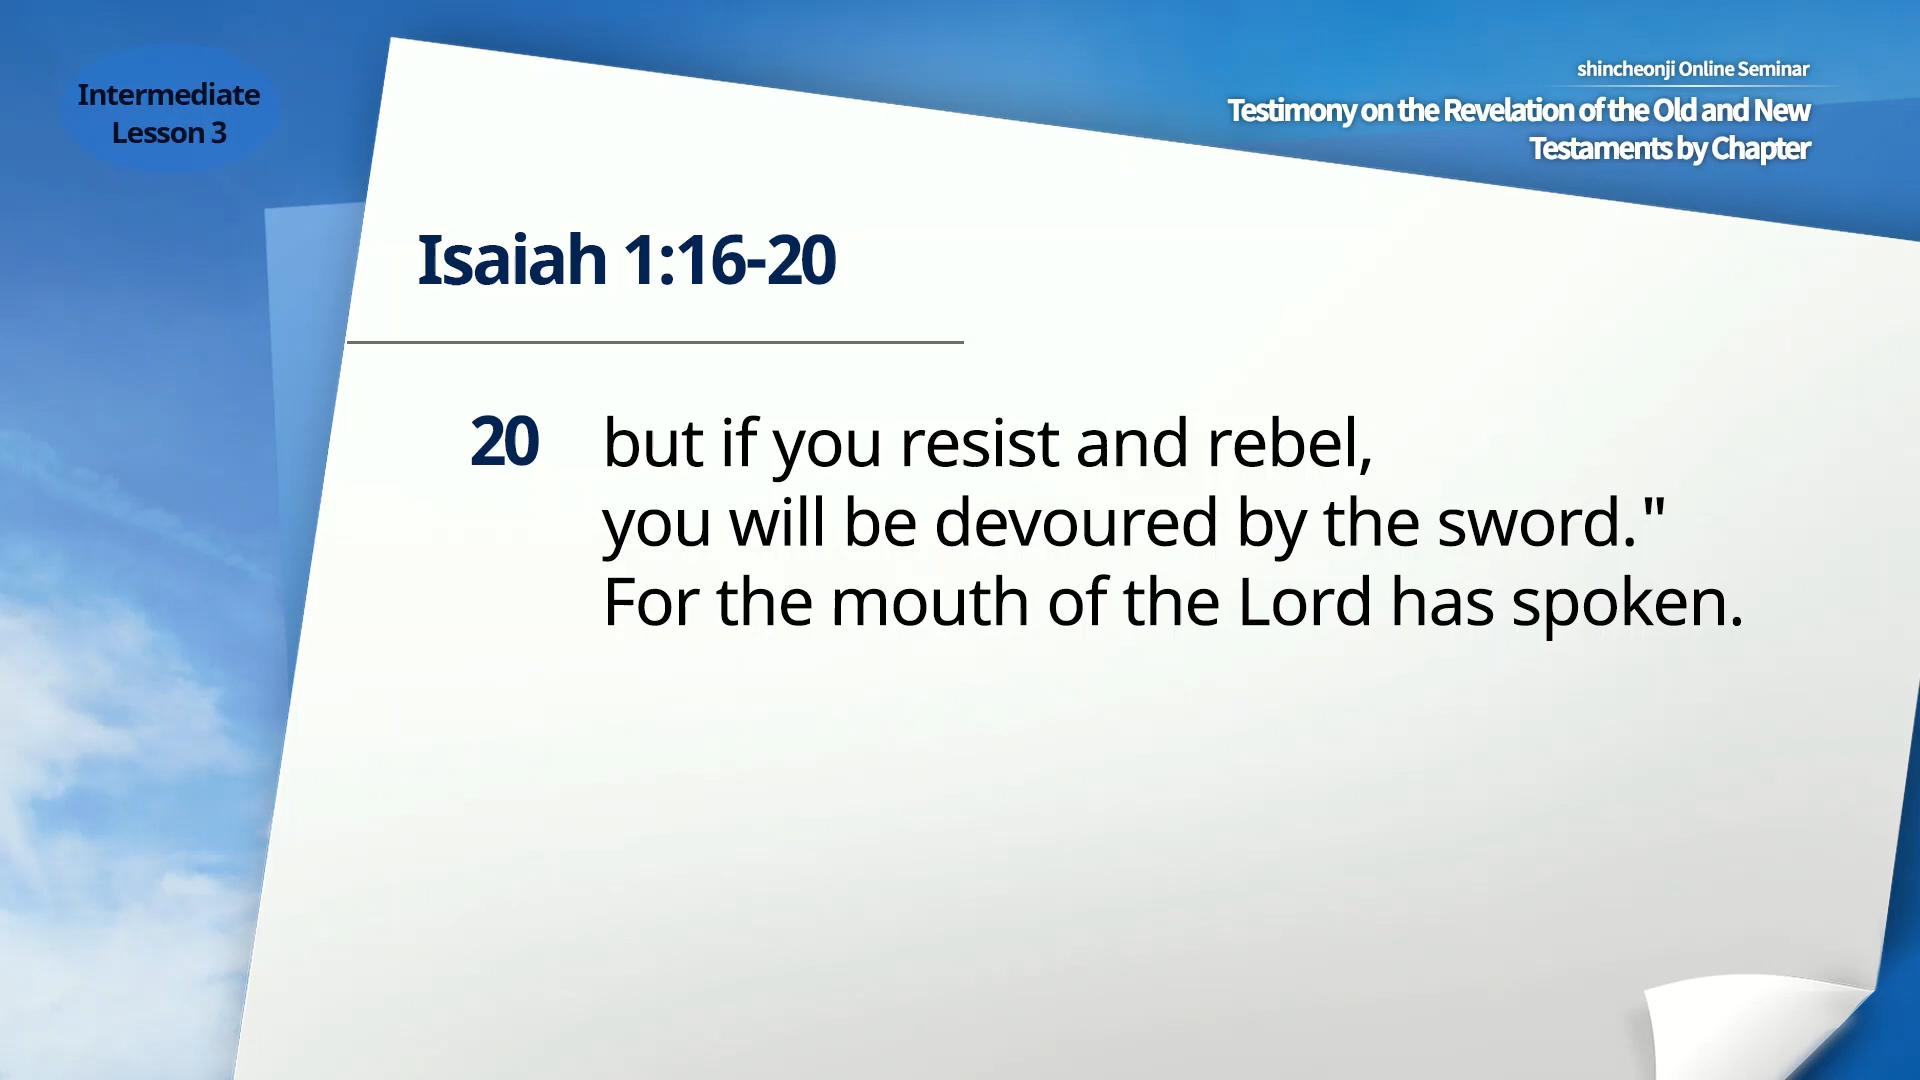 Intermediate
Lesson 3
shincheonji Online Seminar
Testimony on the Revelation of the Old and New
Testaments by Chapter
Isaiah 1:16-20
20 but if you resist and rebel,
you will be devoured by the sword."
For the mouth of the Lord has spoken.